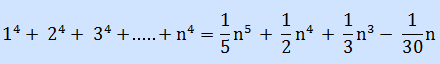 1⁴ + 2⁴ + 3⁴ +.....+ n⁴ = 1/5 n⁵ + 1/2 n⁴ + 1/3 n³ − 1/30 n